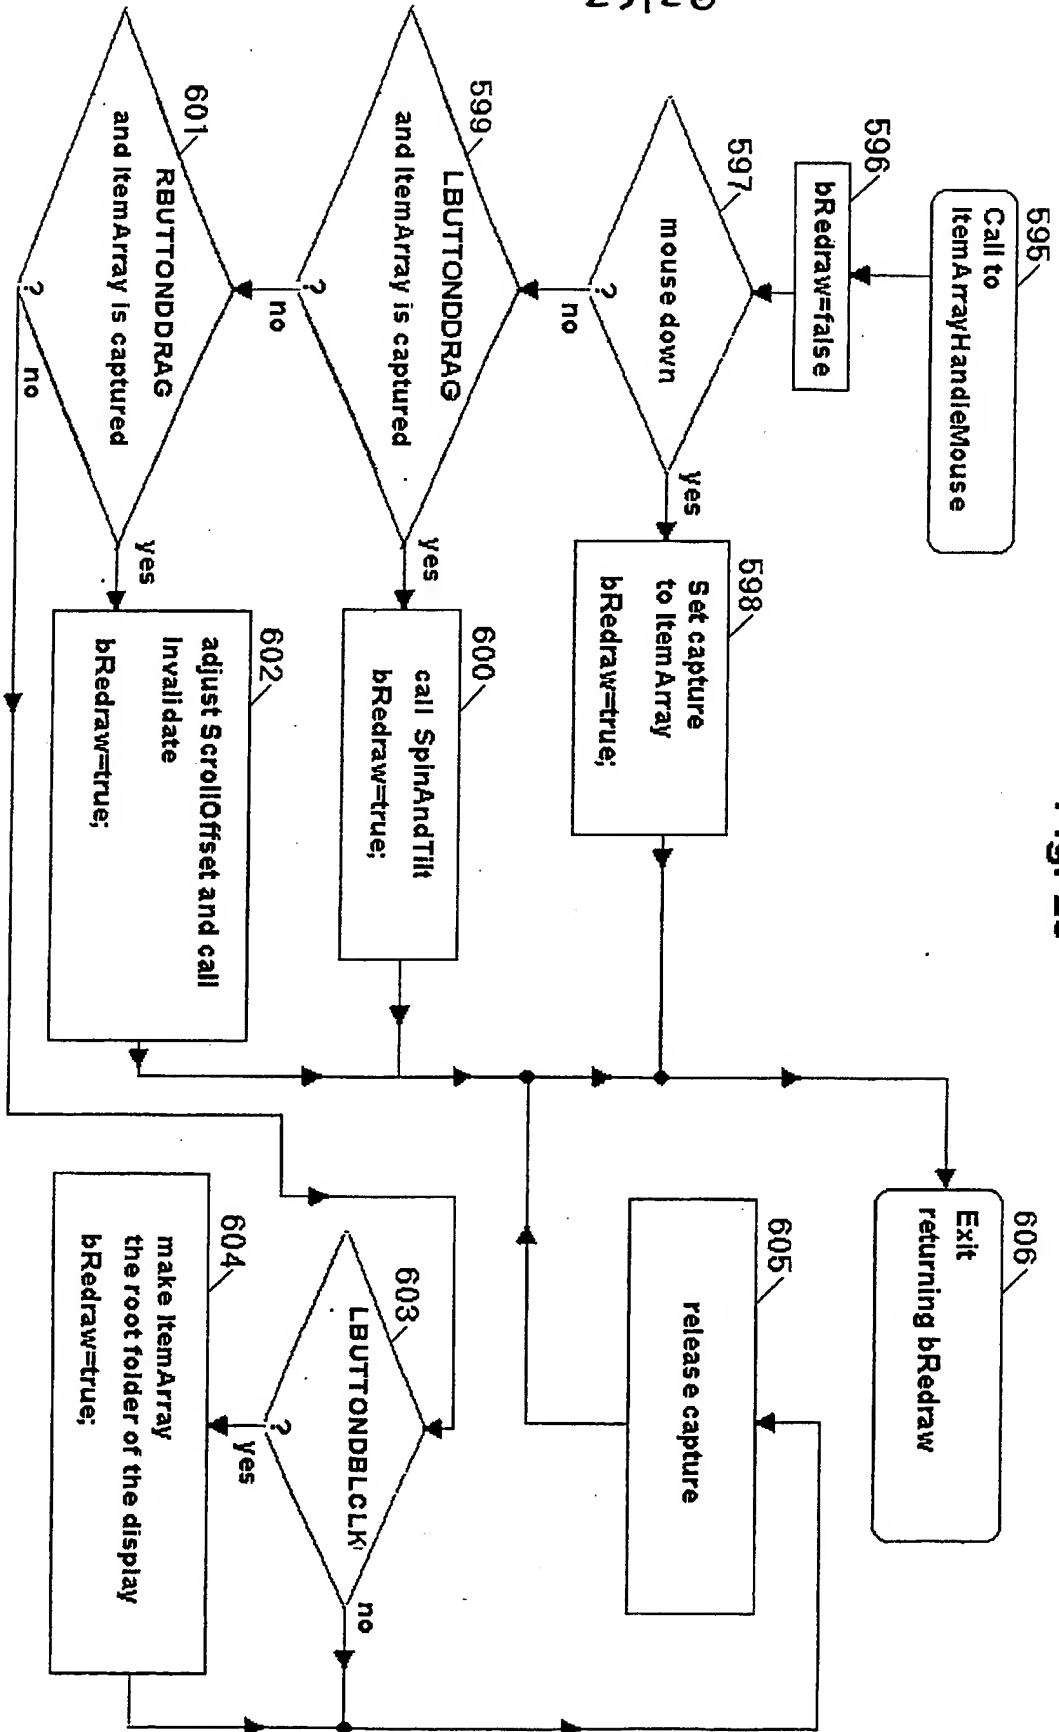 595
Call to
ItemArrayHandleMouse
596
bRedraw=false
597
mouse down
?
yes
no
598
Set capture
to ItemArray
bRedraw=true;
599
LBUTTONDDRAG
and ItemArray is captured
?
yes
no
600
call SpinAndTilt
bRedraw=true;
601
RBUTTONDDRAG
and ItemArray is captured
?
yes
no
602
adjust ScrollOffset and call
Invalidate
bRedraw=true;
603
LBUTTONDBLCLK
?
yes
no
604
make ItemArray
the root folder of the display
bRedraw=true;
605
release capture
606
Exit
returning bRedraw